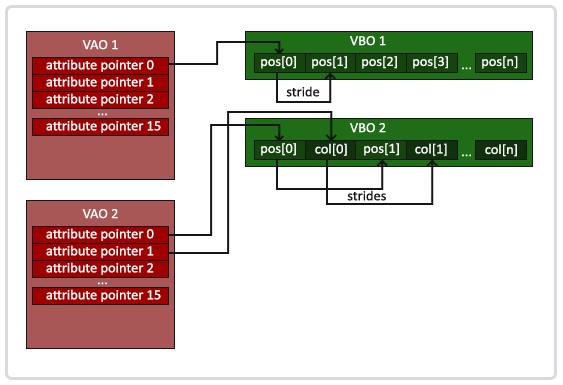 VAO 1
attribute pointer 0
attribute pointer 1
attribute pointer 2
...
attribute pointer 15
VBO 1
pos[0] pos[1] pos[2] pos[3] ... pos[n]
stride
VBO 2
pos[0] col[0] pos[1] col[1] ... col[n]
strides
VAO 2
attribute pointer 0
attribute pointer 1
attribute pointer 2
...
attribute pointer 15